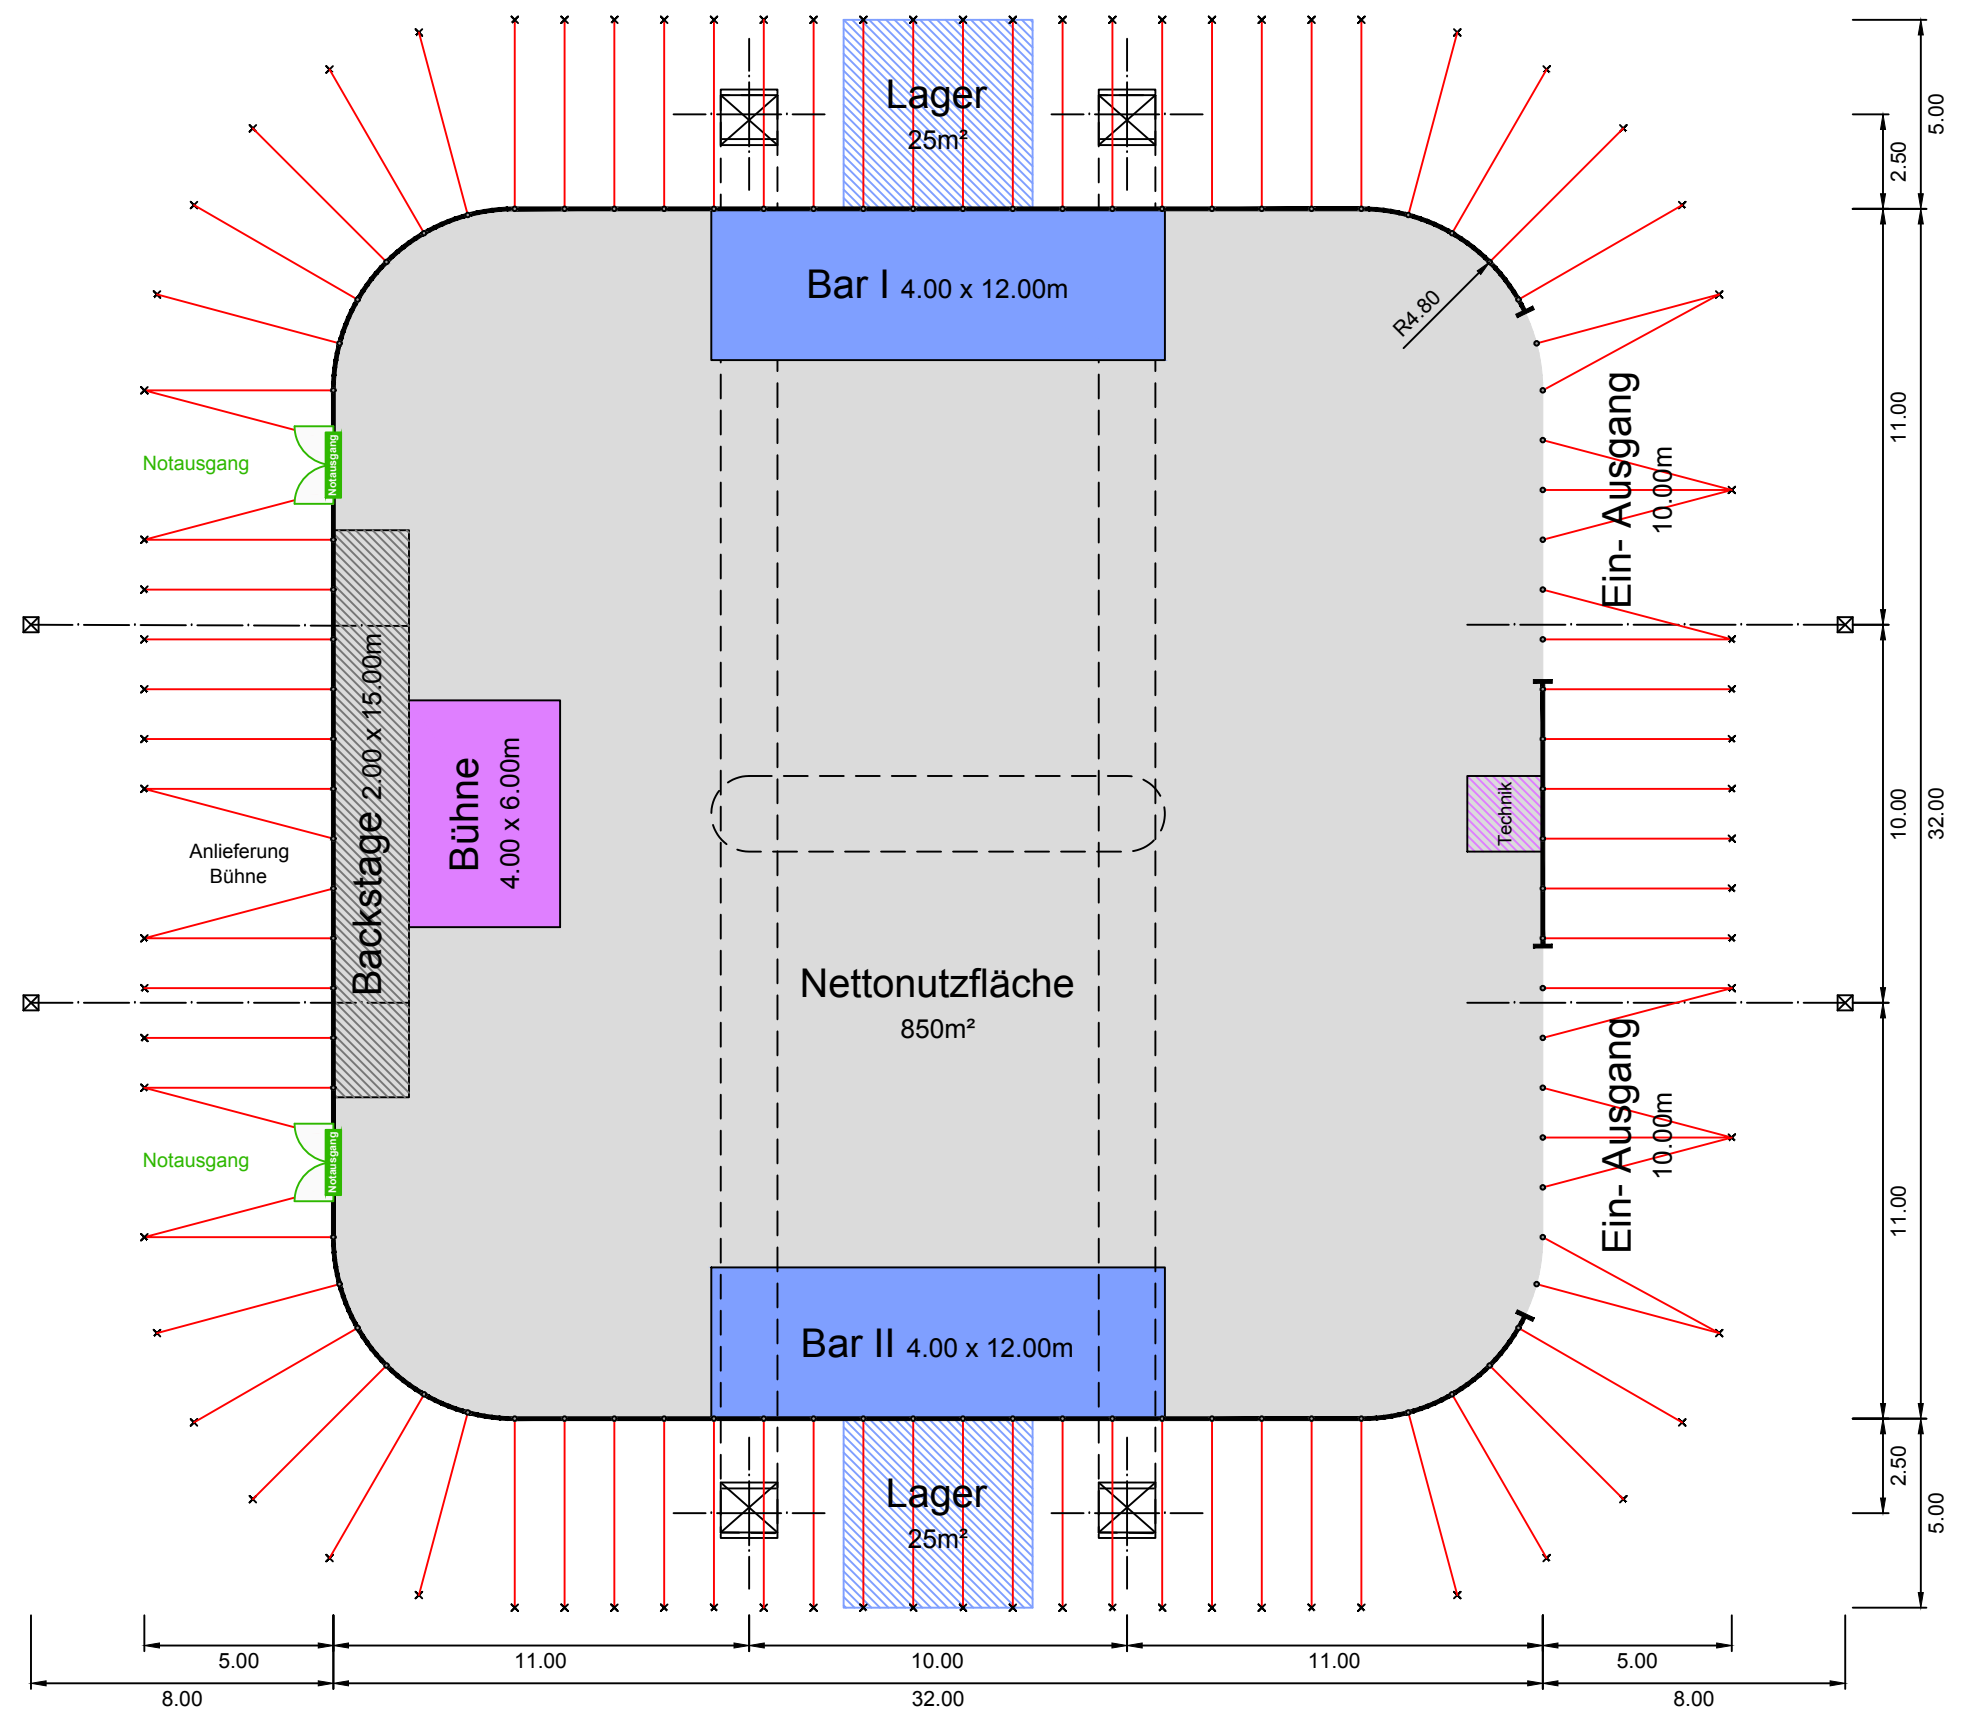 Lager
25m²
5.00
2.50
Bar I 4.00 x 12.00m
R4.80
11.00
Ein- Ausgang
10.00m
Notausgang
Notausgang
Backstage 2.00 x 15.00m
Bühne
4.00 x 6.00m
Technik
10.00
32.00
Anlieferung
Bühne
Nettonutzfläche
850m²
Ein- Ausgang
10.00m
Notausgang
Notausgang
11.00
Bar II 4.00 x 12.00m
Lager
25m²
2.50
5.00
5.00
11.00
10.00
11.00
5.00
8.00
32.00
8.00